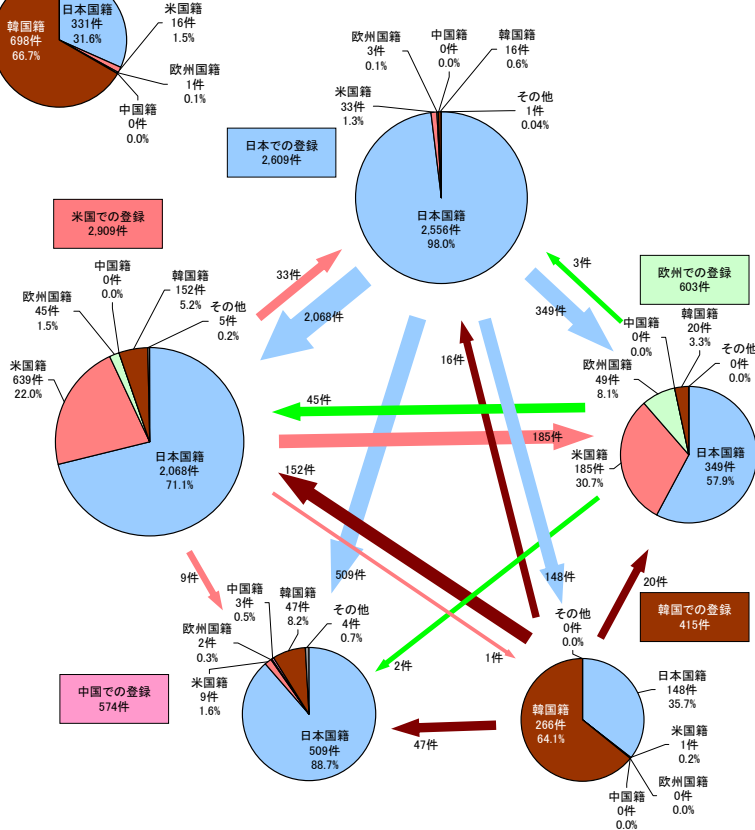 韓国籍
698件
66.7%
日本国籍
331件
31.6%
米国籍
16件
1.5%
欧州国籍
1件
0.1%
中国籍
0件
0.0%
日本での登録
2,609件
欧州国籍
3件
0.1%
中国籍
0件
0.0%
韓国籍
16件
0.6%
米国籍
33件
1.3%
その他
1件
0.04%
日本国籍
2,556件
98.0%
米国での登録
2,909件
中国籍
0件
0.0%
韓国籍
152件
5.2%
欧州国籍
45件
1.5%
その他
5件
0.2%
米国籍
639件
22.0%
日本国籍
2,068件
71.1%
33件
2,068件
349件
3件
欧州での登録
603件
中国籍
0件
0.0%
韓国籍
20件
3.3%
その他
0件
0.0%
欧州国籍
49件
8.1%
米国籍
185件
30.7%
日本国籍
349件
57.9%
16件
45件
185件
152件
509件
148件
9件
1件
2件
20件
47件
中国での登録
574件
中国籍
3件
0.5%
韓国籍
47件
8.2%
その他
4件
0.7%
欧州国籍
2件
0.3%
米国籍
9件
1.6%
日本国籍
509件
88.7%
韓国での登録
415件
その他
0件
0.0%
日本国籍
148件
35.7%
韓国籍
266件
64.1%
米国籍
1件
0.2%
欧州国籍
0件
0.0%
中国籍
0件
0.0%